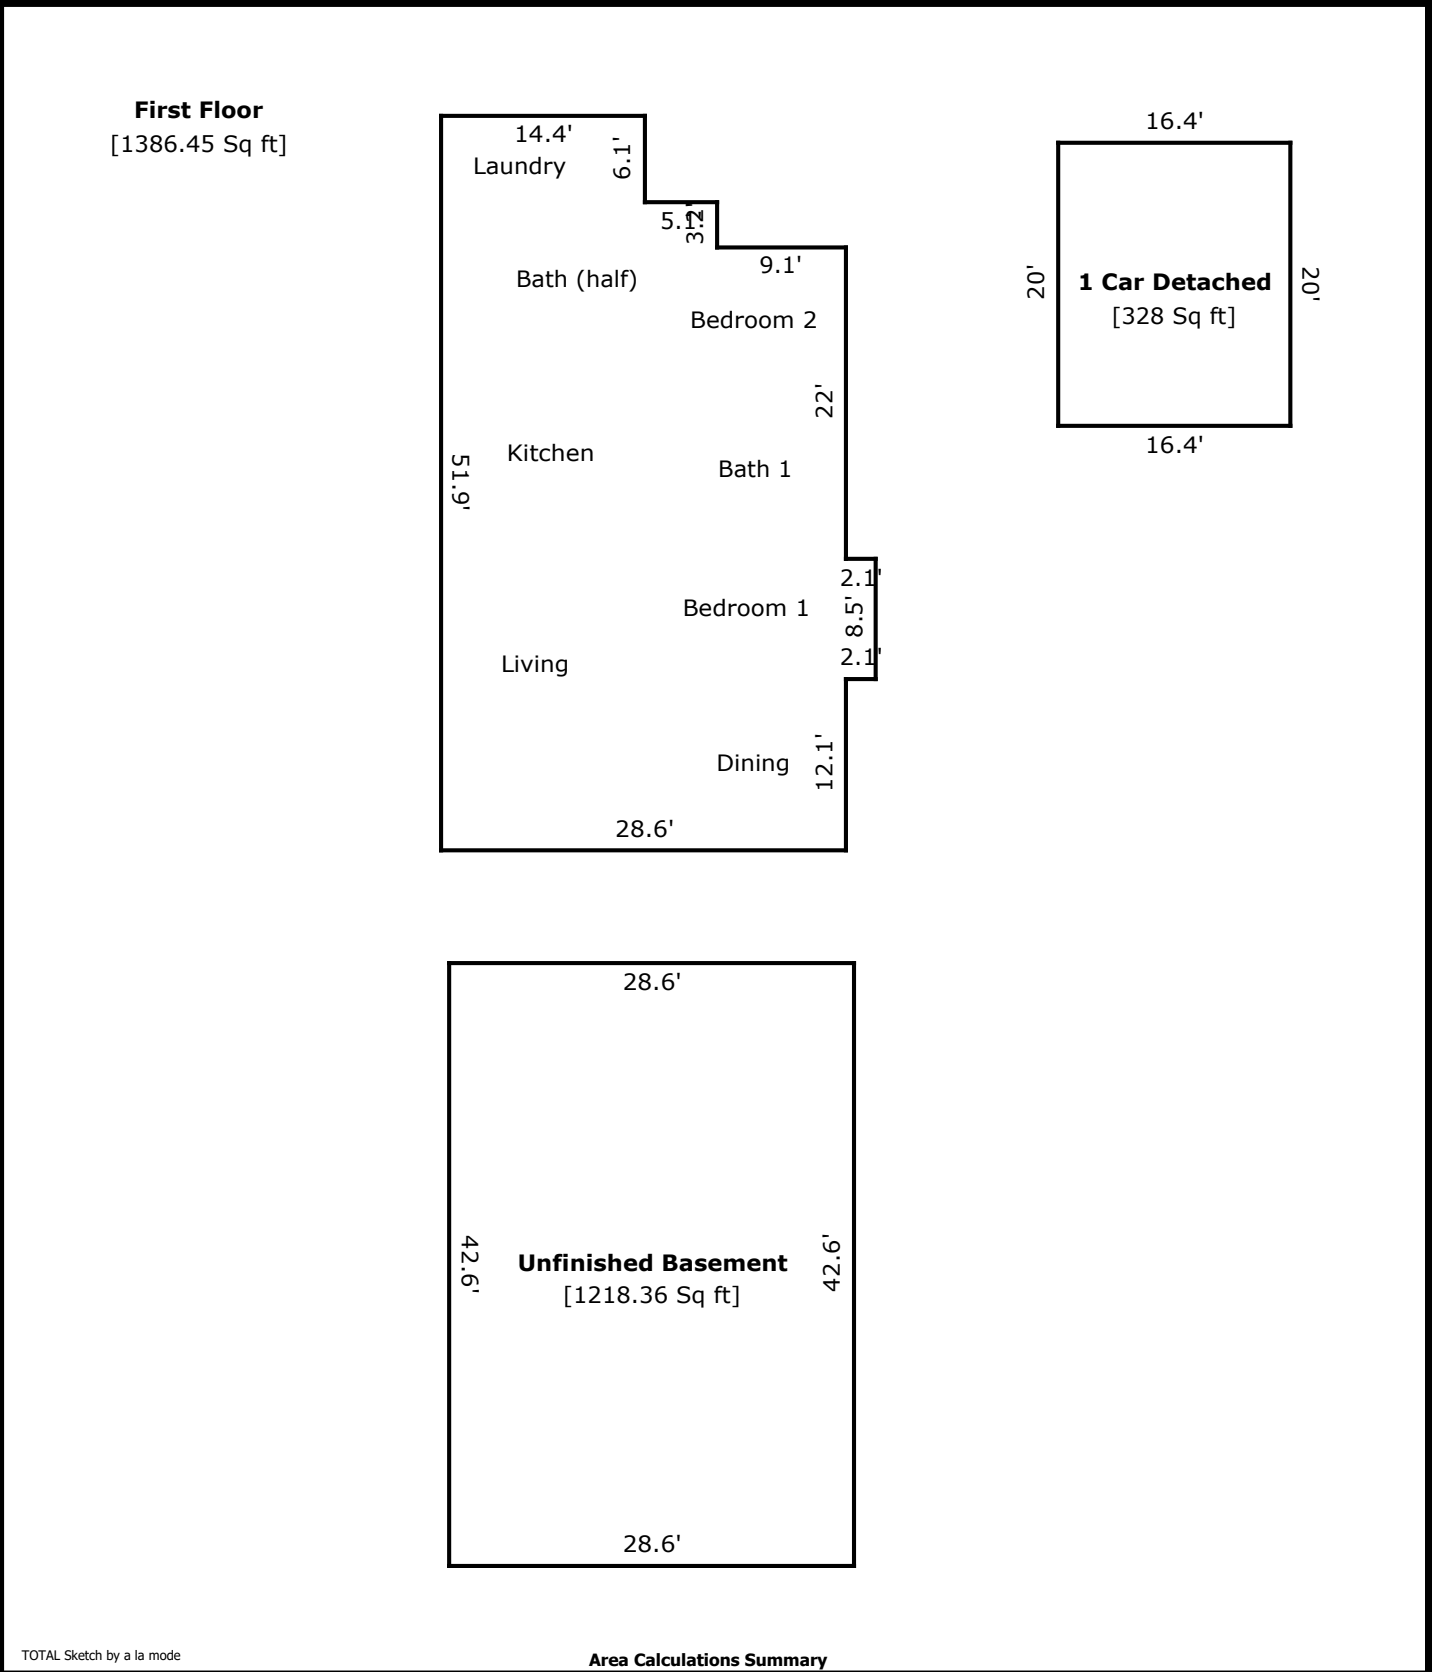 First Floor
[1386.45 Sq ft]
14.4'
6.1'
Laundry
5.1'
3.2'
9.1'
Bath (half)
Bedroom 2
22'
Kitchen
Bath 1
51.9'
2.1'
8.5'
Bedroom 1
2.1'
Living
12.1'
Dining
28.6'
16.4'
20'
1 Car Detached
[328 Sq ft]
20'
16.4'
28.6'
42.6'
Unfinished Basement
[1218.36 Sq ft]
42.6'
28.6'
TOTAL Sketch by a la mode
Area Calculations Summary